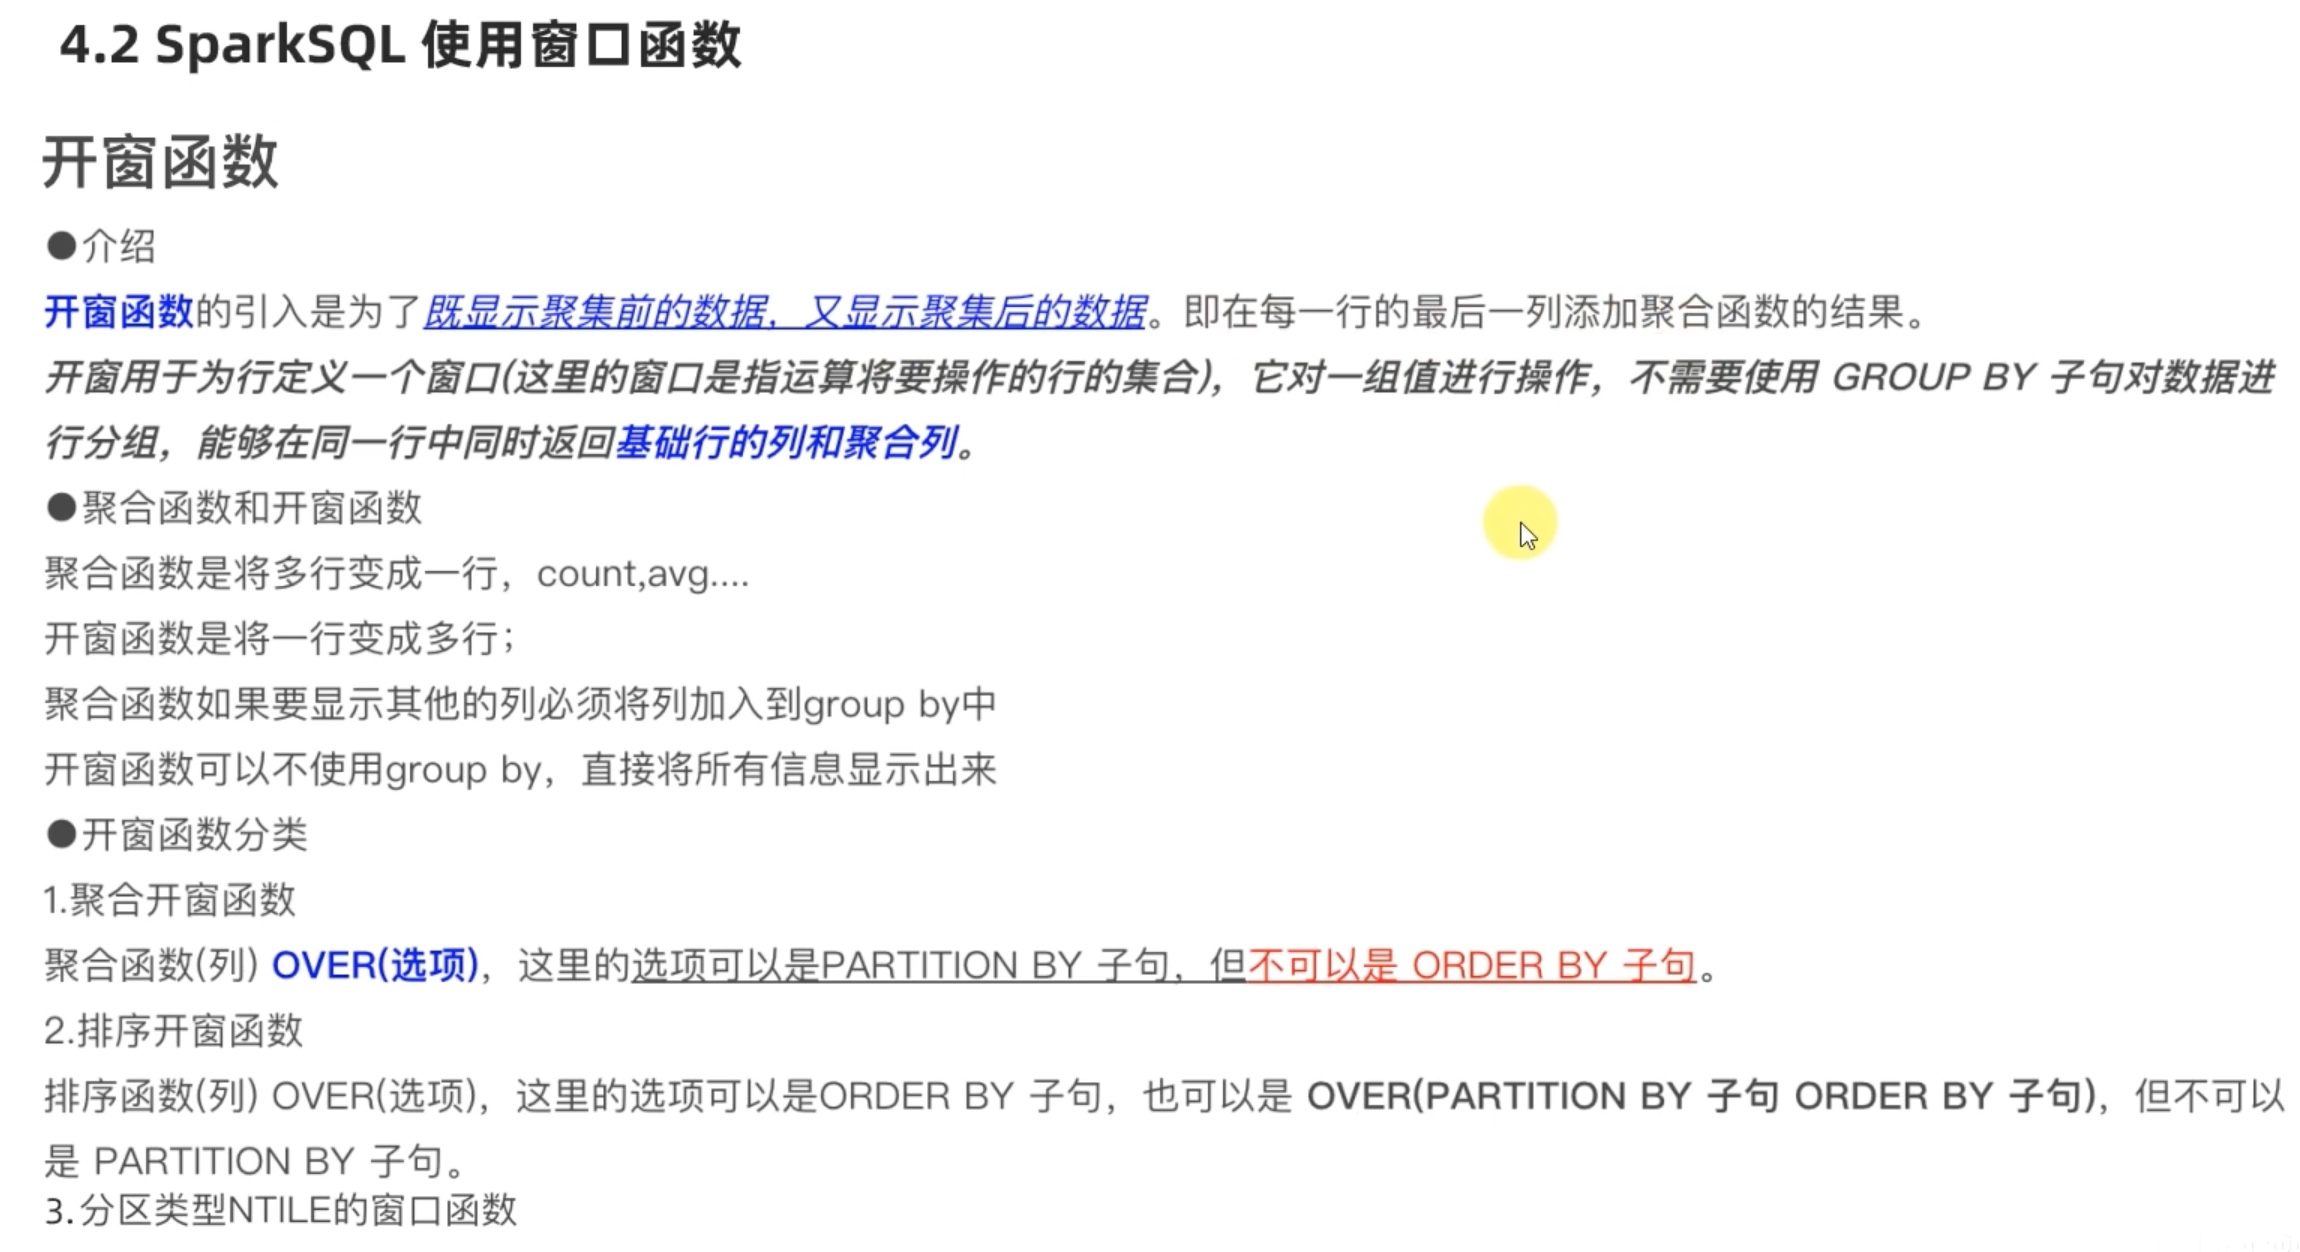 4.2 SparkSQL 使用窗口函数
开窗函数
●介绍
开窗函数的引入是为了既显示聚集前的数据，又显示聚集后的数据。即在每一行的最后一列添加聚合函数的结果。
开窗用于为行定义一个窗口(这里的窗口是指运算将要操作的行的集合)，它对一组值进行操作，不需要使用 GROUP BY 子句对数据进
行分组，能够在同一行中同时返回基础行的列和聚合列。
●聚合函数和开窗函数
聚合函数是将多行变成一行，count,avg....
开窗函数是将一行变成多行；
聚合函数如果要显示其他的列必须将列加入到group by中
开窗函数可以不使用group by，直接将所有信息显示出来
●开窗函数分类
1.聚合开窗函数
聚合函数(列) OVER(选项)，这里的选项可以是PARTITION BY 子句，但不可以是 ORDER BY 子句。
2.排序开窗函数
排序函数(列) OVER(选项)，这里的选项可以是ORDER BY 子句，也可以是 OVER(PARTITION BY 子句 ORDER BY 子句)，但不可以
是 PARTITION BY 子句。
3.分区类型NTILE的窗口函数